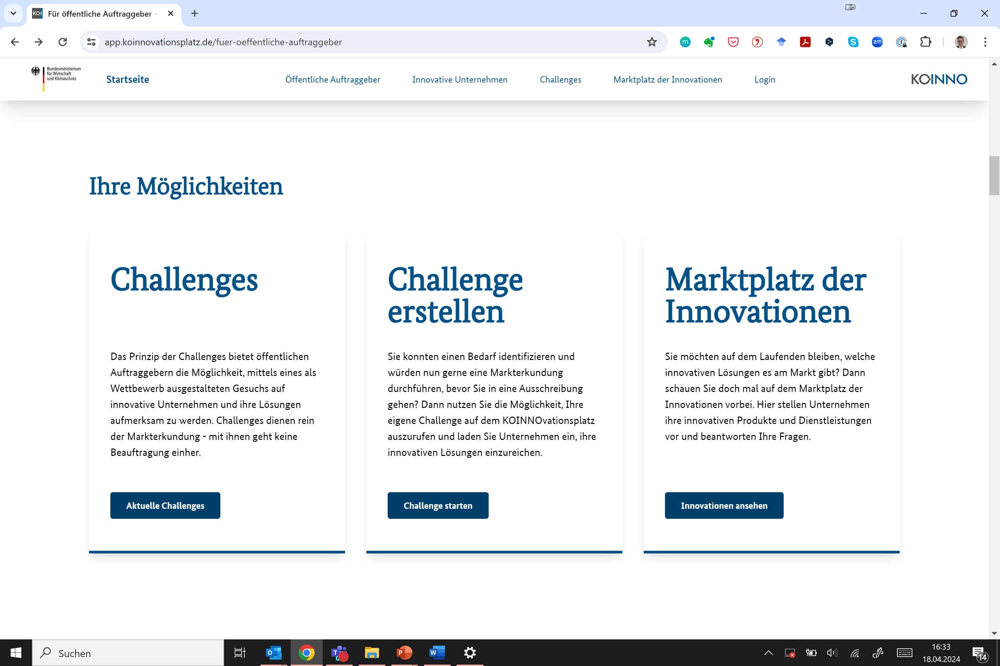 Für öffentliche Auftraggeber -
app.koinnovationsplatz.de/fuer-oeffentliche-auftraggeber
Bundesministerium
für Wirtschaft
und Klimaschutz
Startseite
Öffentliche Auftraggeber
Innovative Unternehmen
Challenges
Marktplatz der Innovationen
Login
KOINNO
Ihre Möglichkeiten
Challenges
Das Prinzip der Challenges bietet öffentlichen
Auftraggebern die Möglichkeit, mittels eines als
Wettbewerb ausgestalteten Gesuchs auf
innovative Unternehmen und ihre Lösungen
aufmerksam zu werden. Challenges dienen rein
der Markterkundung - mit ihnen geht keine
Beauftragung einher.
Aktuelle Challenges
Challenge
erstellen
Sie konnten einen Bedarf identifizieren und
würden nun gerne eine Markterkundung
durchführen, bevor Sie in eine Ausschreibung
gehen? Dann nutzen Sie die Möglichkeit, Ihre
eigene Challenge auf dem KOINNOvationsplatz
auszurufen und laden Sie Unternehmen ein, ihre
innovativen Lösungen einzureichen.
Challenge starten
Marktplatz der
Innovationen
Sie möchten auf dem Laufenden bleiben, welche
innovativen Lösungen es am Markt gibt? Dann
schauen Sie doch mal auf dem Marktplatz der
Innovationen vorbei. Hier stellen Unternehmen
ihre innovativen Produkte und Dienstleistungen
vor und beantworten Ihre Fragen.
Innovationen ansehen
Suchen
16:33
18.04.2024
14